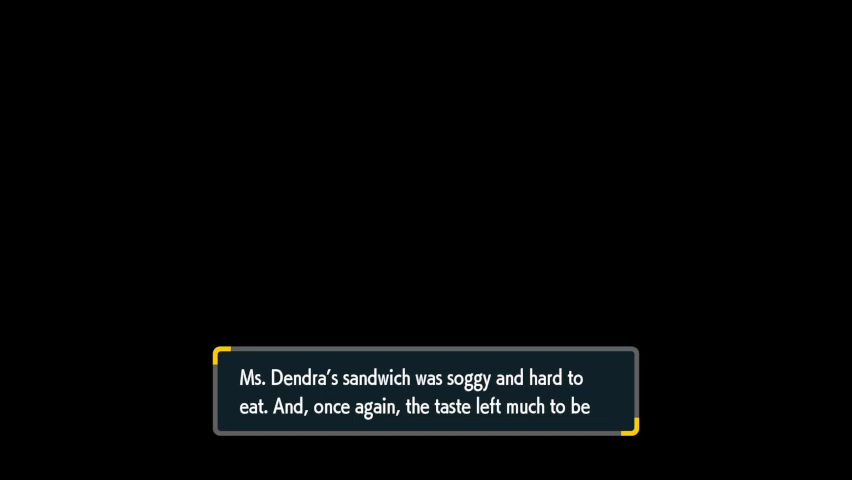 Ms. Dendra's sandwich was soggy and hard to
eat. And, once again, the taste left much to be